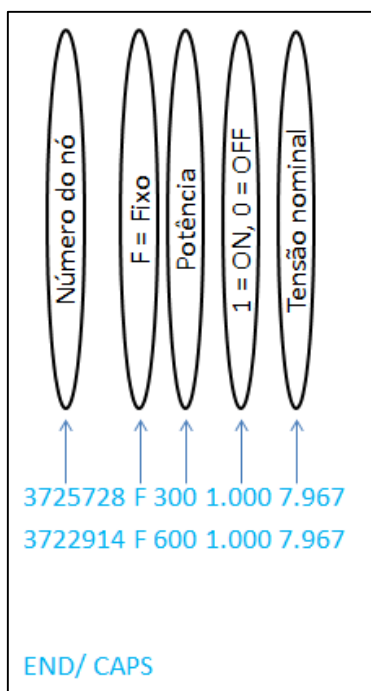 Número do nó
F = Fixo
Potência
1 = ON, 0 = OFF
Tensão nominal
3725728 F 300 1.000 7.967
3722914 F 600 1.000 7.967
END/ CAPS